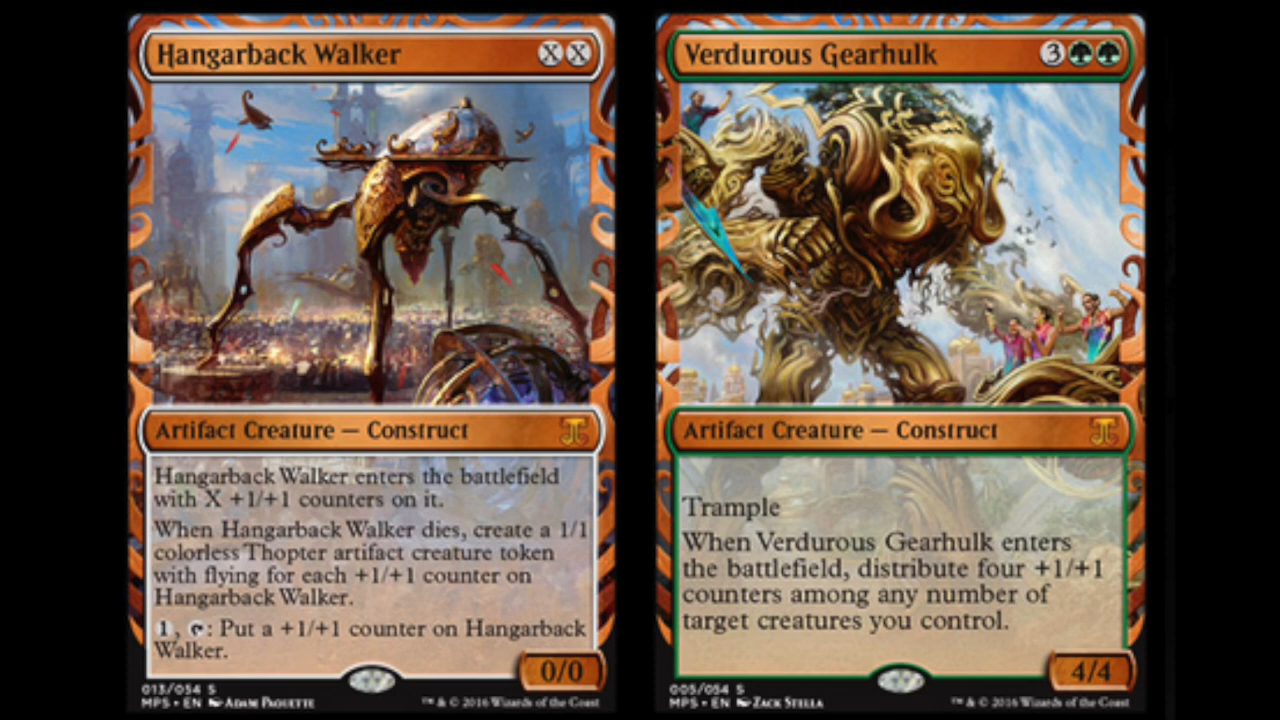 Hangarback Walker XX
Artifact Creature — Construct
Hangarback Walker enters the battlefield
with X +1/+1 counters on it.
When Hangarback Walker dies, create a 1/1
colorless Thopter artifact creature token
with flying for each +1/+1 counter on
Hangarback Walker.
1, : Put a +1/+1 counter on Hangarback
Walker.
0/0
013/054 S
MPS • EN Adam Paquette ™ & © 2016 Wizards of the Coast
Verdurous Gearhulk 3
Artifact Creature — Construct
Trample
When Verdurous Gearhulk enters
the battlefield, distribute four +1/+1
counters among any number of
target creatures you control.
4/4
005/054 S
MPS • EN Zack Stella ™ & © 2016 Wizards of the Coast